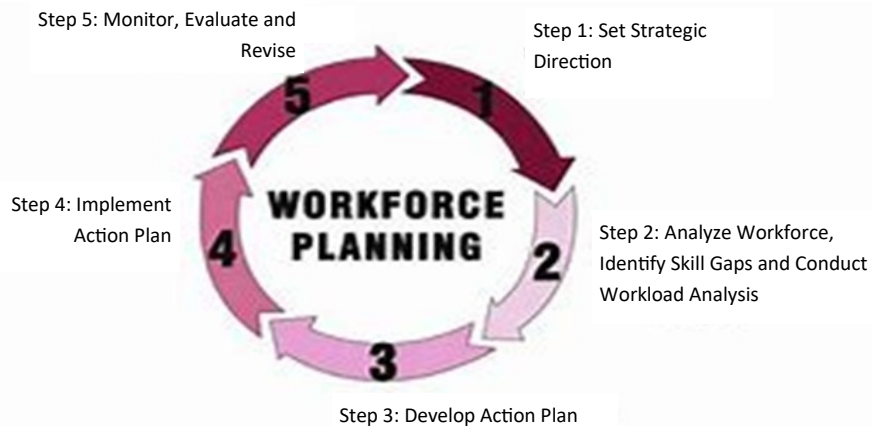 Step 5: Monitor, Evaluate and
Revise
Step 1: Set Strategic
Direction
5
1
Step 4: Implement
Action Plan
WORKFORCE
PLANNING
4
2
Step 2: Analyze Workforce,
Identify Skill Gaps and Conduct
Workload Analysis
3
Step 3: Develop Action Plan